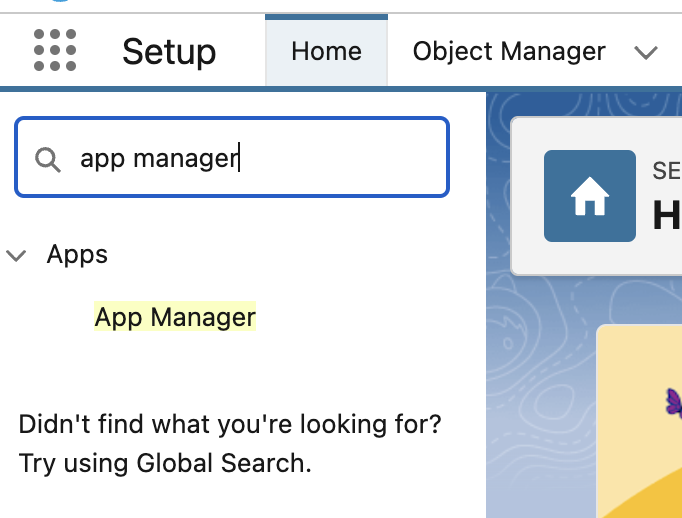 Setup
Home
Object Manager
app manager
Apps
App Manager
Didn't find what you're looking for?
Try using Global Search.
SE
H